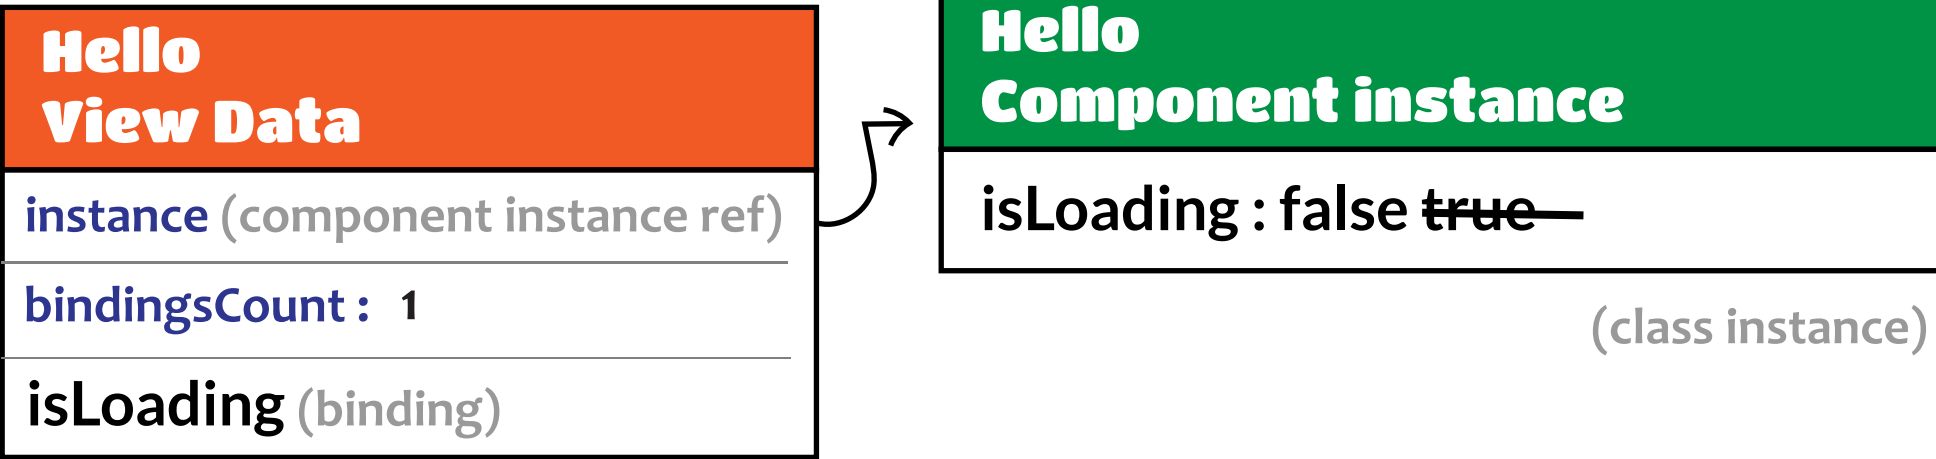 Hello
View Data
instance (component instance ref)
bindingsCount : 1
isLoading (binding)
Hello
Component instance
isLoading : false true
(class instance)